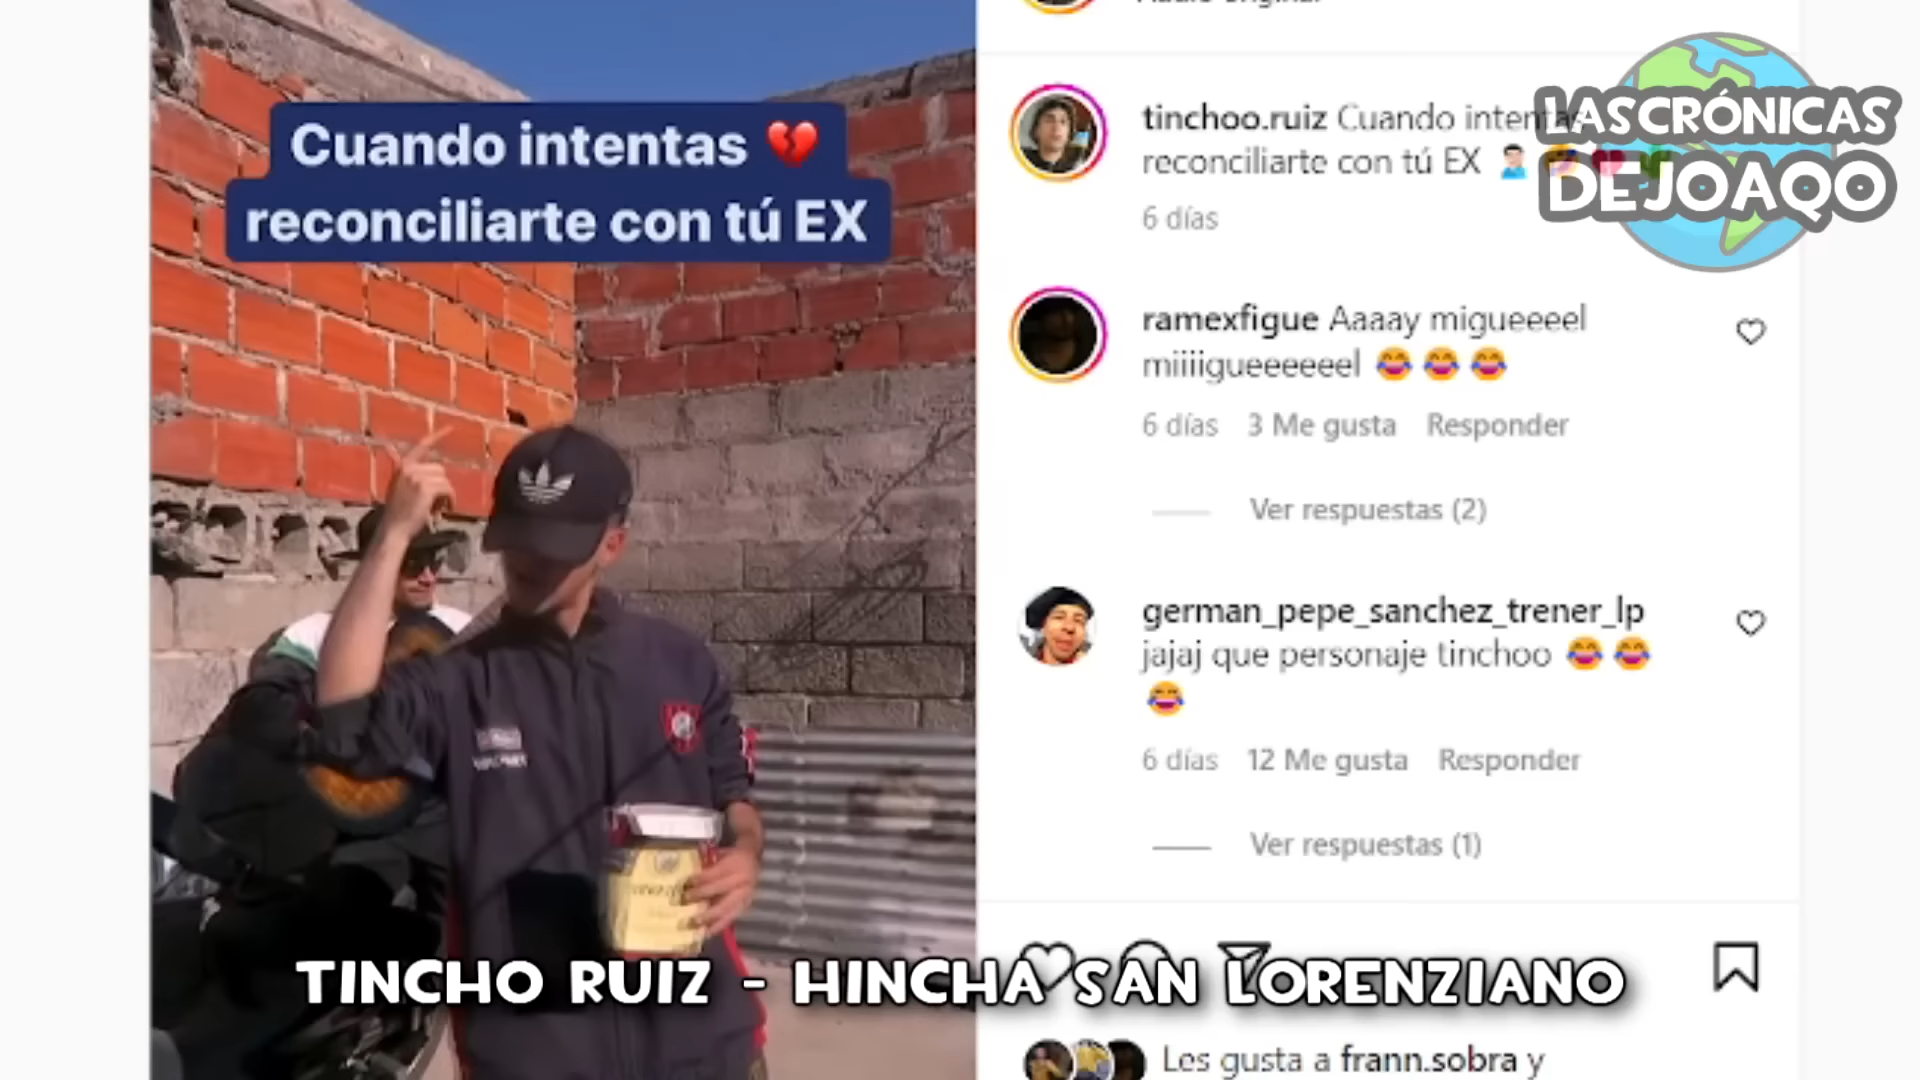 Cuando intentas 💔
reconciliarte con tú EX
tinchoo.ruiz Cuando intentas
reconciliarte con tú EX
6 días
LAS CRÓNICAS
DE JOAQO
ramexfigue Aaaay migueeeel
miiiigueeeeeel 😂 😂 😂
6 días 3 Me gusta Responder
Ver respuestas (2)
german_pepe_sanchez_trener_lp
jajaj que personaje tinchoo 😂 😂
😂
6 días 12 Me gusta Responder
Ver respuestas (1)
TINCHO RUIZ - HINCHA SAN LORENZIANO
Les gusta a frann.sobra y